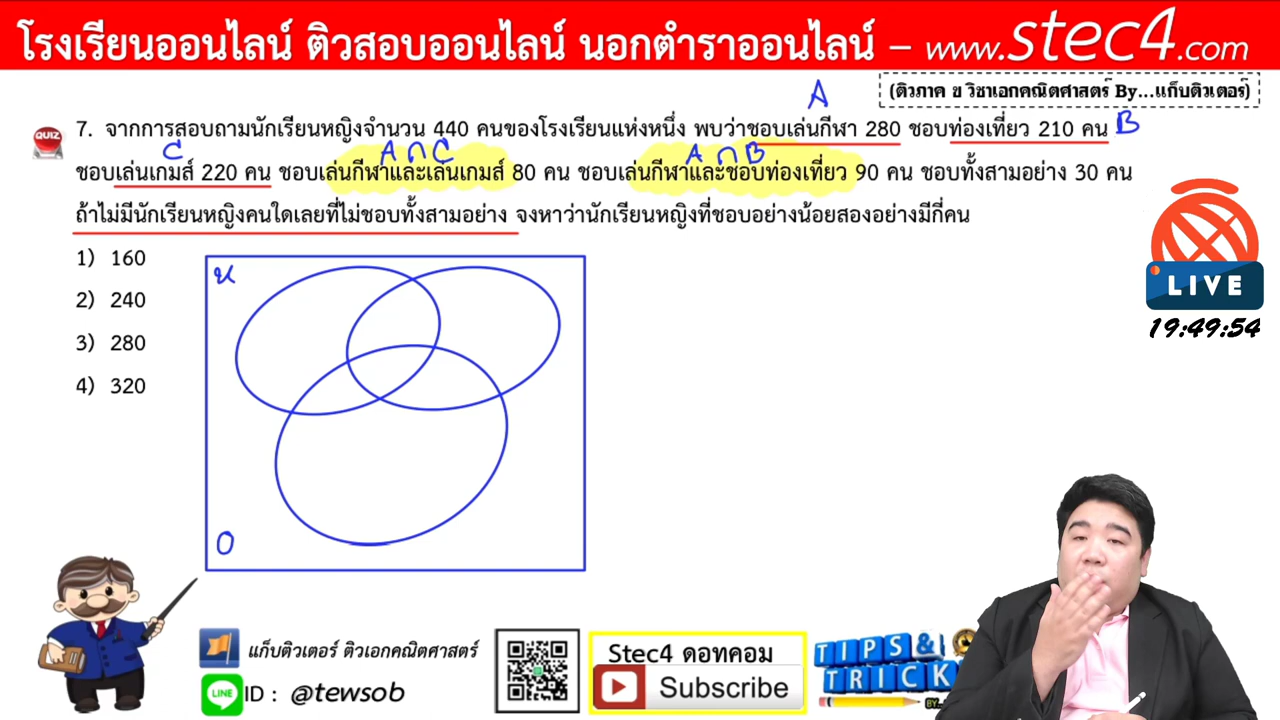 โรงเรียนออนไลน์ ติวสอบออนไลน์ นอกตำราออนไลน์ – www.stec4.com
(ติวภาค ข วิชาเอกคณิตศาสตร์ By...แก็บติวเตอร์)
A
QUIZ
7. จากการสอบถามนักเรียนหญิงจำนวน 440 คนของโรงเรียนแห่งหนึ่ง พบว่าชอบเล่นกีฬา 280 ชอบท่องเที่ยว 210 คน B
C A ∩ C A ∩ B
ชอบเล่นเกมส์ 220 คน ชอบเล่นกีฬาและเล่นเกมส์ 80 คน ชอบเล่นกีฬาและชอบท่องเที่ยว 90 คน ชอบทั้งสามอย่าง 30 คน
ถ้าไม่มีนักเรียนหญิงคนใดเลยที่ไม่ชอบทั้งสามอย่าง จงหาว่านักเรียนหญิงที่ชอบอย่างน้อยสองอย่างมีกี่คน
1) 160
2) 240
3) 280
4) 320
U
0
LIVE
19:49:54
แก็บติวเตอร์ ติวเอกคณิตศาสตร์
LINE ID : @tewsob
Stec4 ดอทคอม
Subscribe
TIPS &
TRICK
BY..